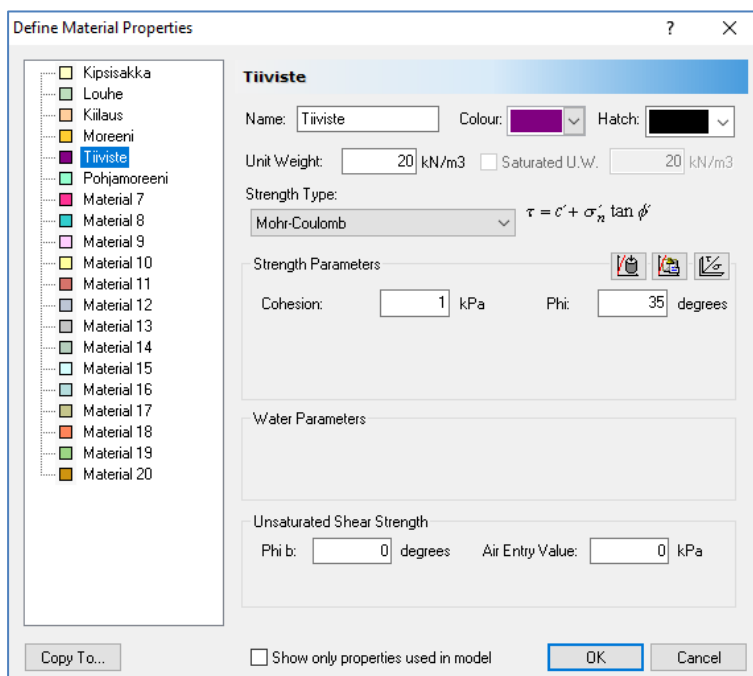 Define Material Properties ? ×
Kipsisakka
Louhe
Kiilaus
Moreeni
Tiiviste
Pohjamoreeni
Material 7
Material 8
Material 9
Material 10
Material 11
Material 12
Material 13
Material 14
Material 15
Material 16
Material 17
Material 18
Material 19
Material 20
Tiiviste
Name: Tiiviste Colour: Hatch:
Unit Weight: 20 kN/m3 Saturated U.W. 20 kN/m3
Strength Type:
Mohr-Coulomb τ = c′ + σ′n tan ϕ′
Strength Parameters τ/σ
Cohesion: 1 kPa Phi: 35 degrees
Water Parameters
Unsaturated Shear Strength
Phi b: 0 degrees Air Entry Value: 0 kPa
Copy To... Show only properties used in model OK Cancel